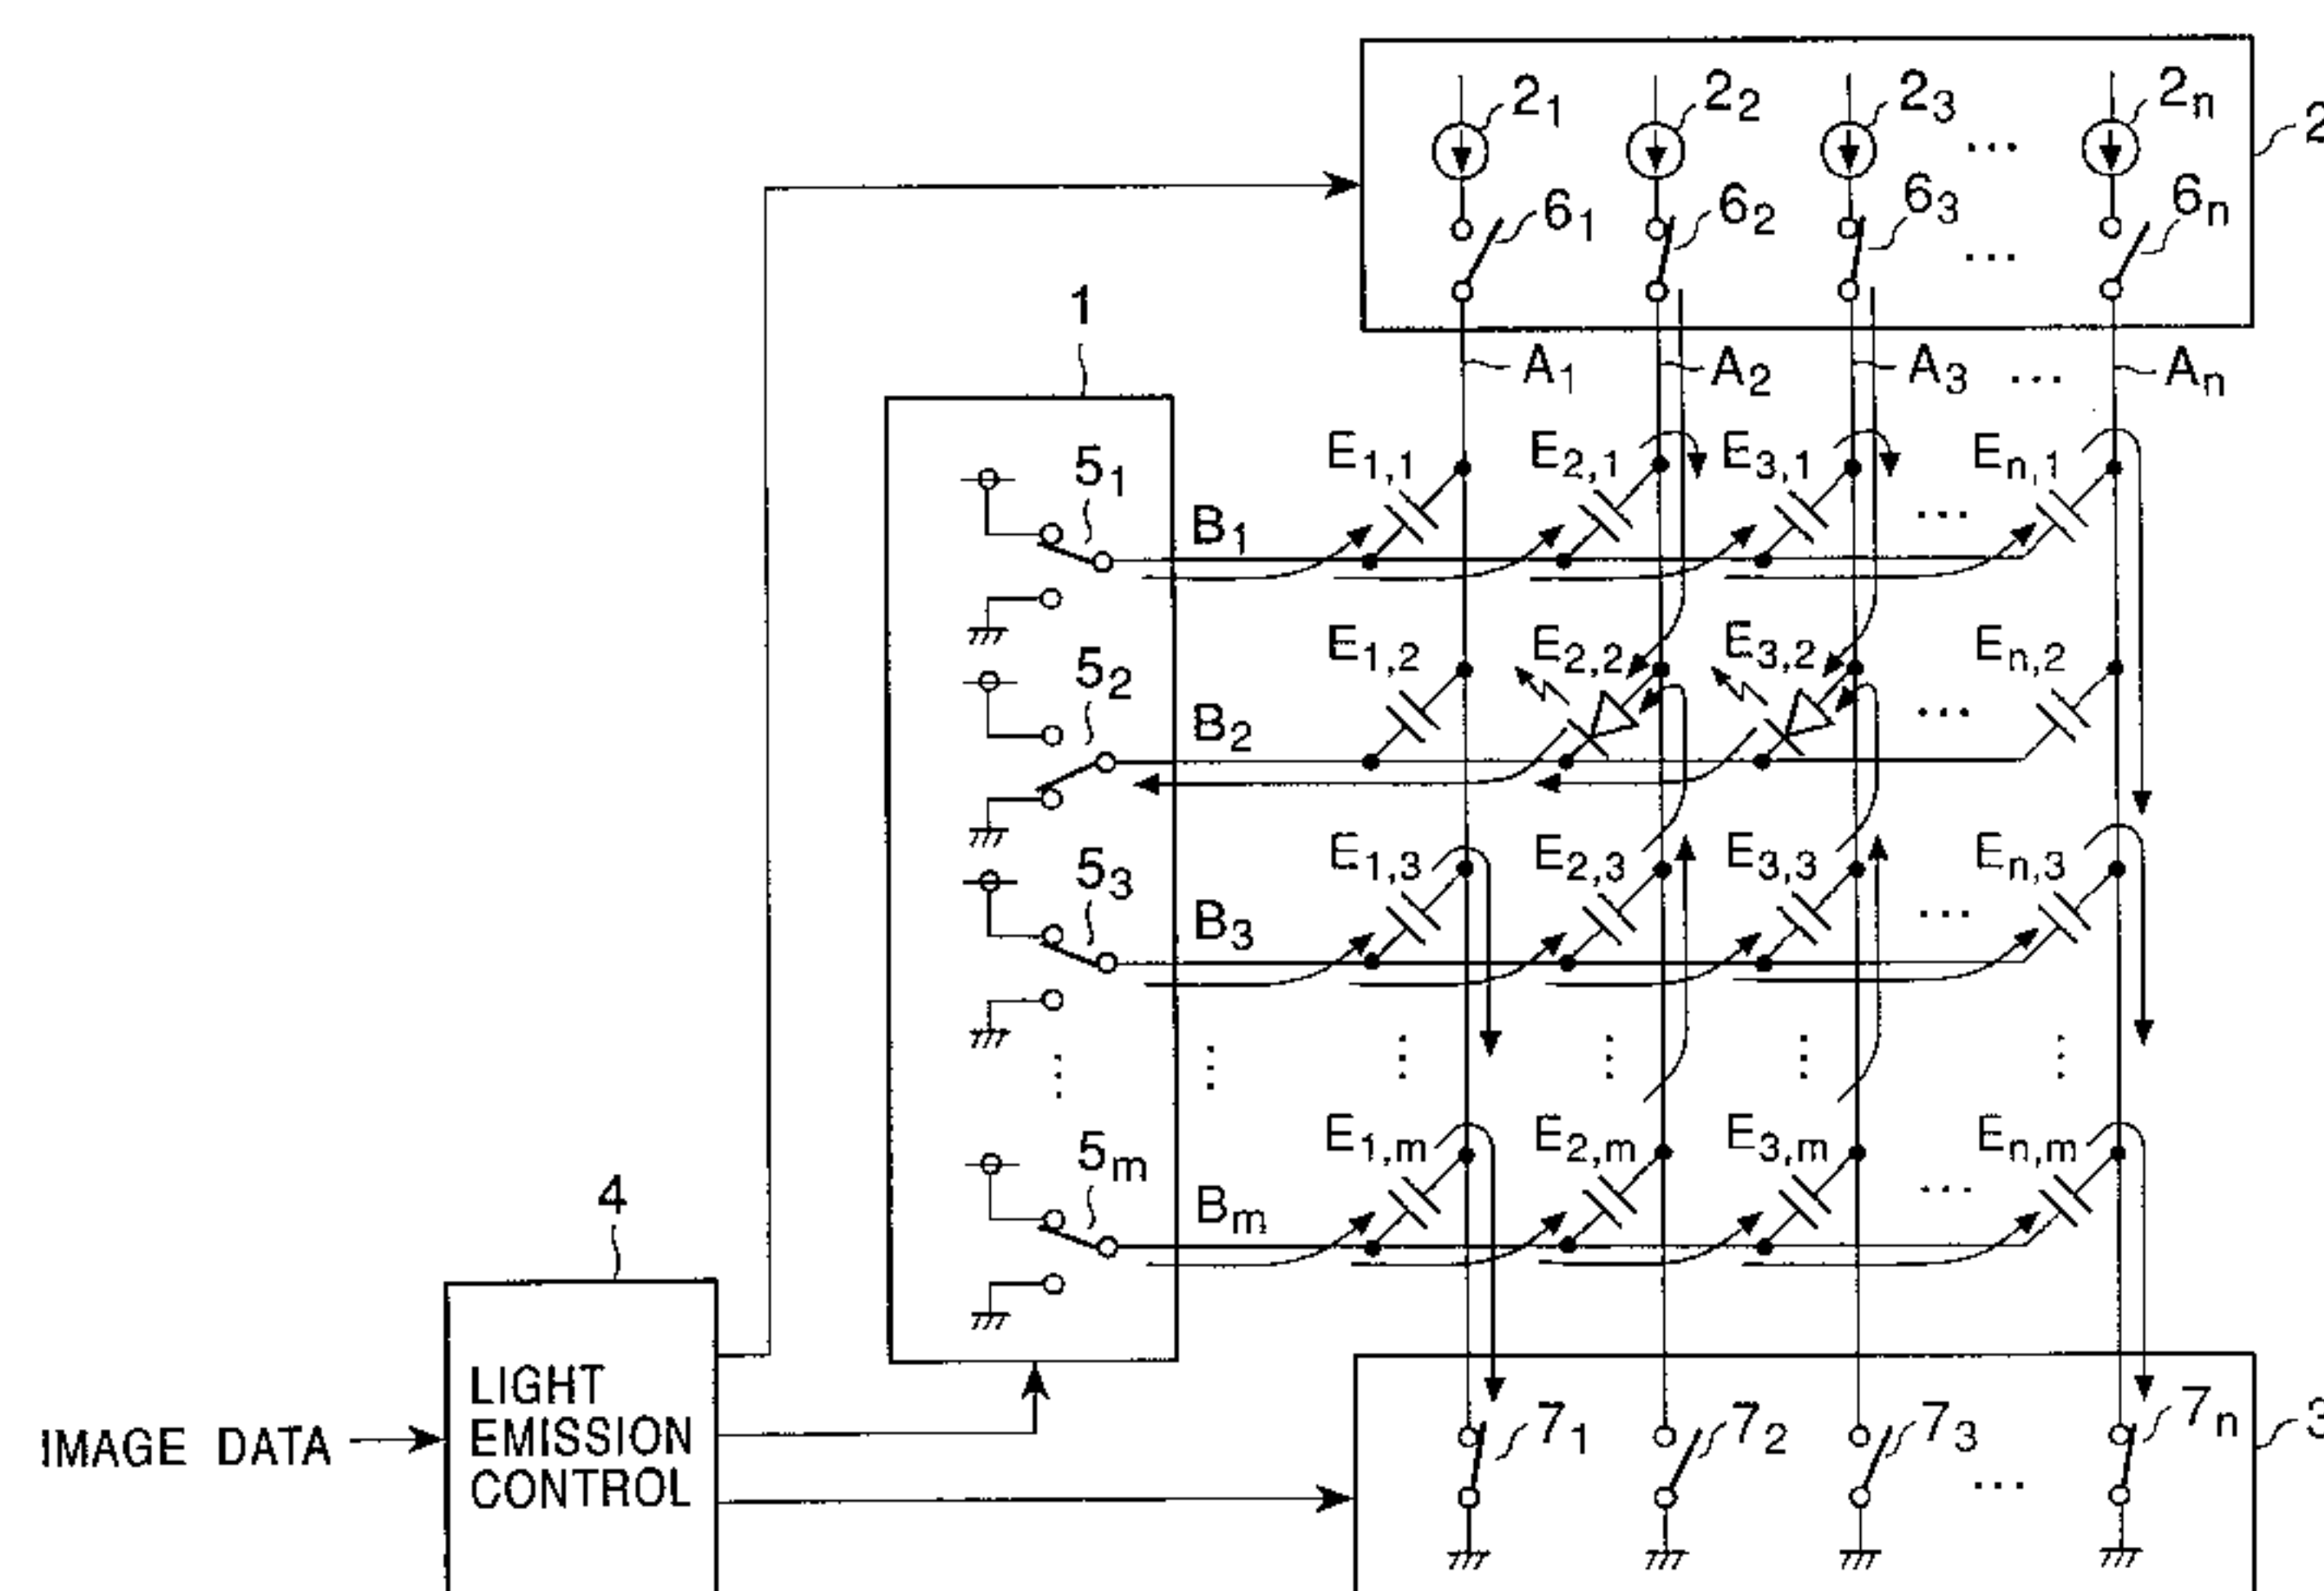 2₁ 2₂ 2₃ ... 2n
2
6₁ 6₂ 6₃ ... 6n
1
A₁ A₂ A₃ ... An
E₁,₁ E₂,₁ E₃,₁ En,₁
5₁
B₁ ...
E₁,₂ E₂,₂ E₃,₂ En,₂
5₂
B₂ ...
E₁,₃ E₂,₃ E₃,₃ En,₃
5₃
B₃ ...
E₁,m E₂,m E₃,m En,m
5m
Bm ...
4
LIGHT
EMISSION
CONTROL
IMAGE DATA
7₁ 7₂ 7₃ ... 7n
3